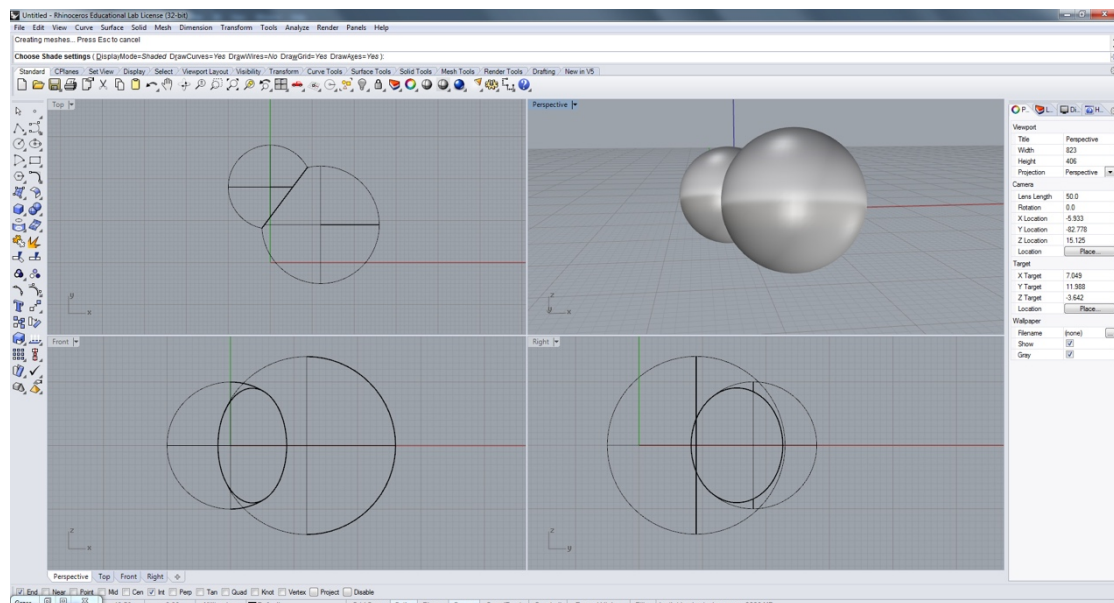 Untitled - Rhinoceros Educational Lab License (32-bit)
File Edit View Curve Surface Solid Mesh Dimension Transform Tools Analyze Render Panels Help
Creating meshes... Press Esc to cancel
Choose Shade settings ( DisplayMode=Shaded DrawCurves=Yes DrawWires=No DrawGrid=Yes DrawAxes=Yes ):
Standard CPlanes Set View Display Select Viewport Layout Visibility Transform Curve Tools Surface Tools Solid Tools Mesh Tools Render Tools Drafting New in V5
Top
y
x
Perspective
z
y
x
Front
z
x
Right
z
y
P.. L... Di... H..
Viewport
Title Perspective
Width 823
Height 406
Projection Perspective
Camera
Lens Length 50.0
Rotation 0.0
X Location -5.933
Y Location -82.778
Z Location 15.125
Location Place...
Target
X Target 7.049
Y Target 11.988
Z Target -3.642
Location Place...
Wallpaper
Filename (none) ...
Show
Gray
Perspective Top Front Right
End Near Point Mid Cen Int Perp Tan Quad Knot Vertex Project Disable